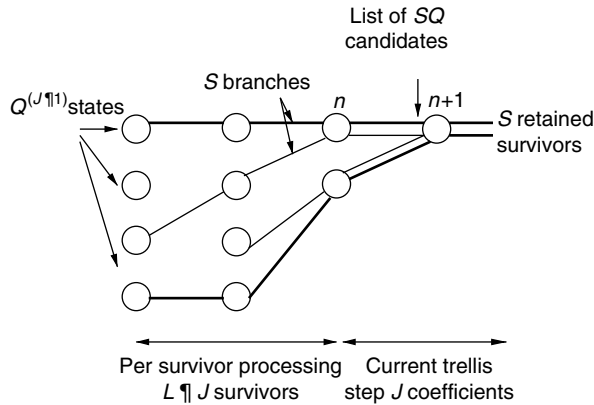 List of SQ
candidates
S branches
n
n+1
Q(J¶1) states
S retained
survivors
Per survivor processing
L ¶ J survivors
Current trellis
step J coefficients